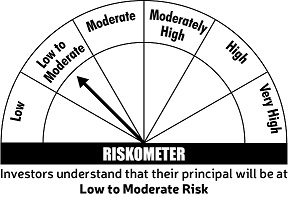 Low
Low to
Moderate
Moderate
Moderately
High
High
Very High
RISKOMETER
Investors understand that their principal will be at
Low to Moderate Risk